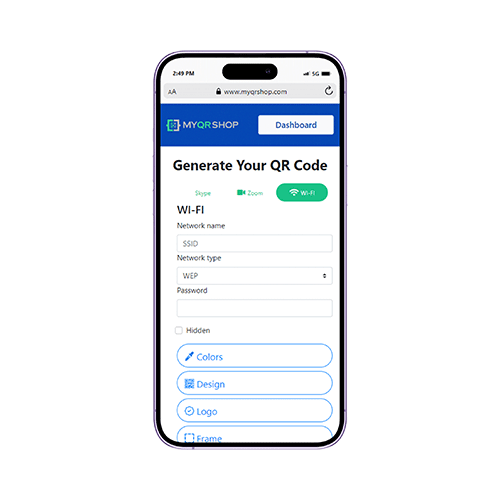 2:49 PM 5G
AA www.myqrshop.com
MYQRSHOP Dashboard
Generate Your QR Code
Skype Zoom WI-FI
WI-FI
Network name
SSID
Network type
WEP
Password
Hidden
Colors
Design
Logo
Frame